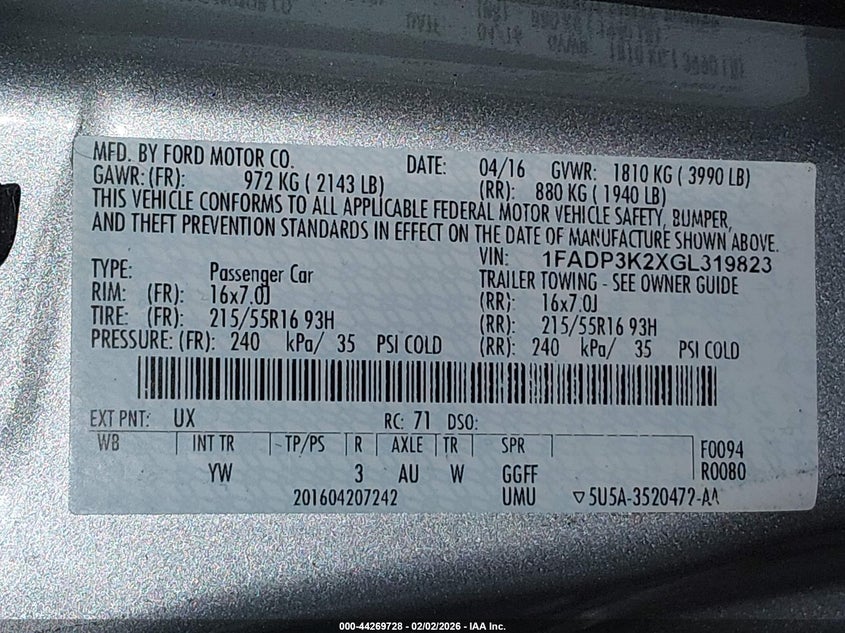 MFD. BY FORD MOTOR CO. DATE: 04/16 GVWR: 1810 KG ( 3990 LB)
GAWR: (FR): 972 KG ( 2143 LB) (RR): 880 KG ( 1940 LB)
THIS VEHICLE CONFORMS TO ALL APPLICABLE FEDERAL MOTOR VEHICLE SAFETY, BUMPER,
AND THEFT PREVENTION STANDARDS IN EFFECT ON THE DATE OF MANUFACTURE SHOWN ABOVE.
VIN: 1FADP3K2XGL319823
TYPE: Passenger Car TRAILER TOWING - SEE OWNER GUIDE
RIM: (FR): 16x7.0J (RR): 16x7.0J
TIRE: (FR): 215/55R16 93H (RR): 215/55R16 93H
PRESSURE: (FR): 240 kPa/ 35 PSI COLD (RR): 240 kPa/ 35 PSI COLD
EXT PNT: UX RC: 71 DSO:
WB INT TR TP/PS R AXLE TR SPR F0094
YW 3 AU W GGFF R0080
201604207242 UMU ▽5U5A-3520472-AA
000-44269728 - 02/02/2026 - IAA Inc.